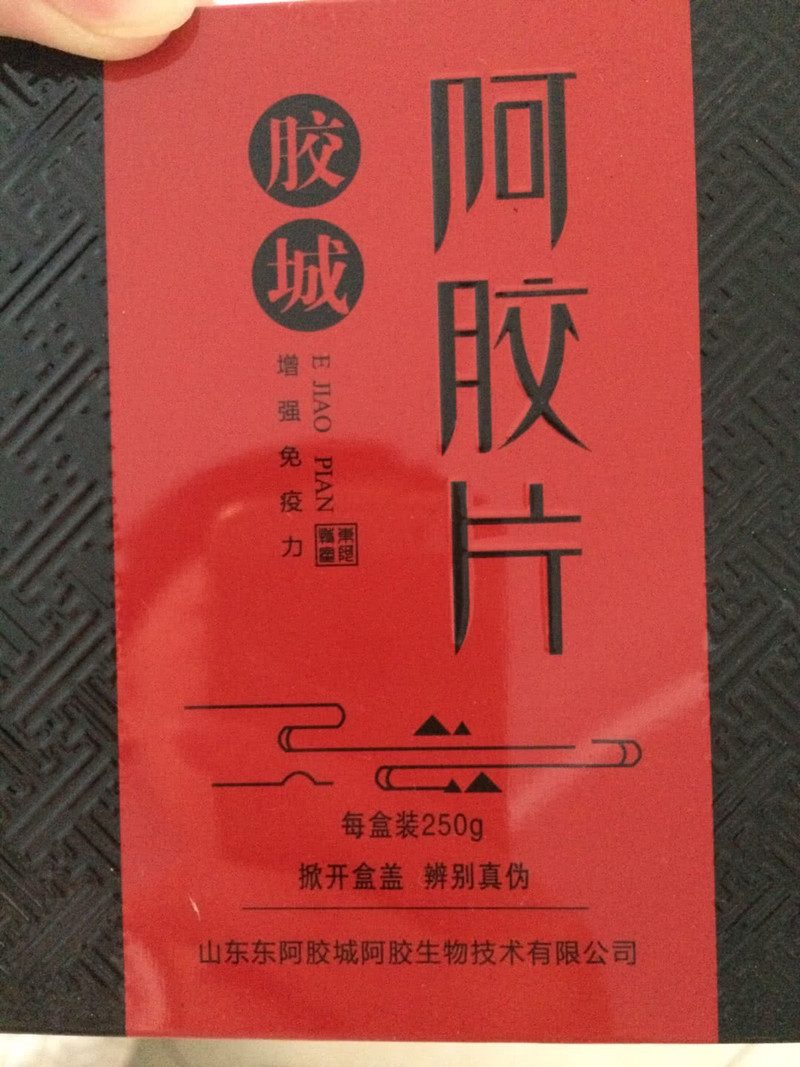 阿胶片
胶城
E JIAO PIAN
增强免疫力
東阿
每盒装250g
掀开盒盖 辨别真伪
山东东阿胶城阿胶生物技术有限公司